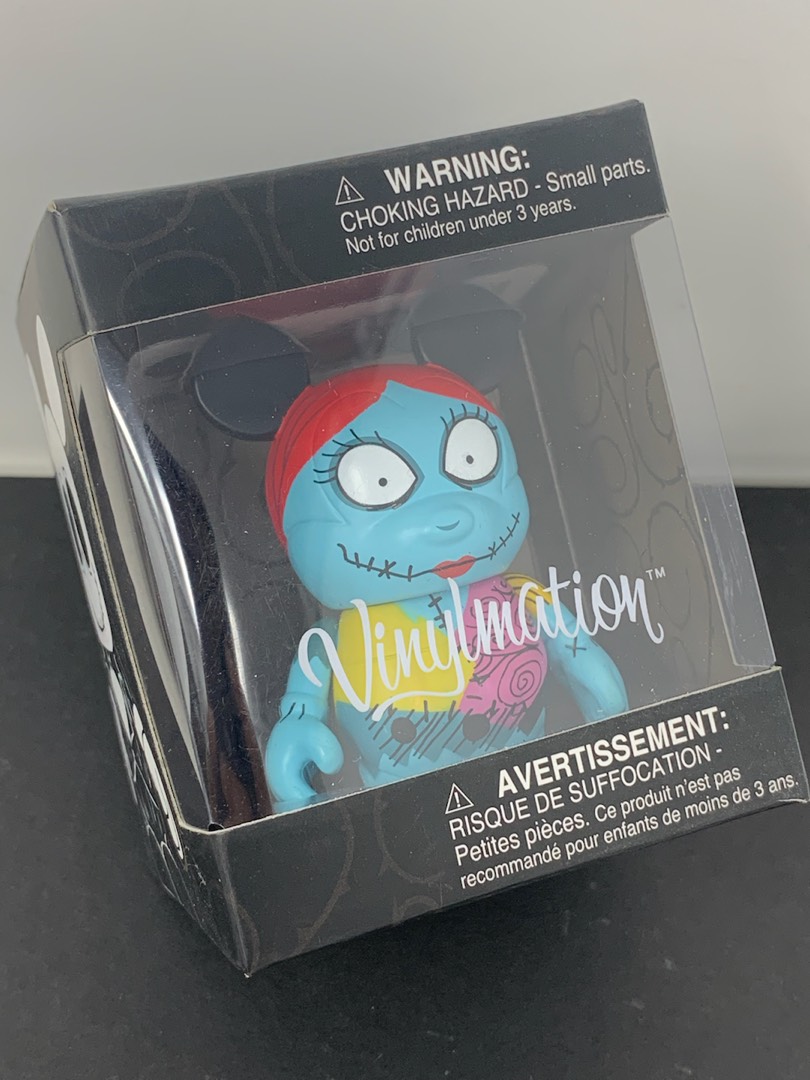 WARNING:
CHOKING HAZARD - Small parts.
Not for children under 3 years.
Vinylmation™
AVERTISSEMENT:
RISQUE DE SUFFOCATION -
Petites pièces. Ce produit n'est pas
recommandé pour enfants de moins de 3 ans.